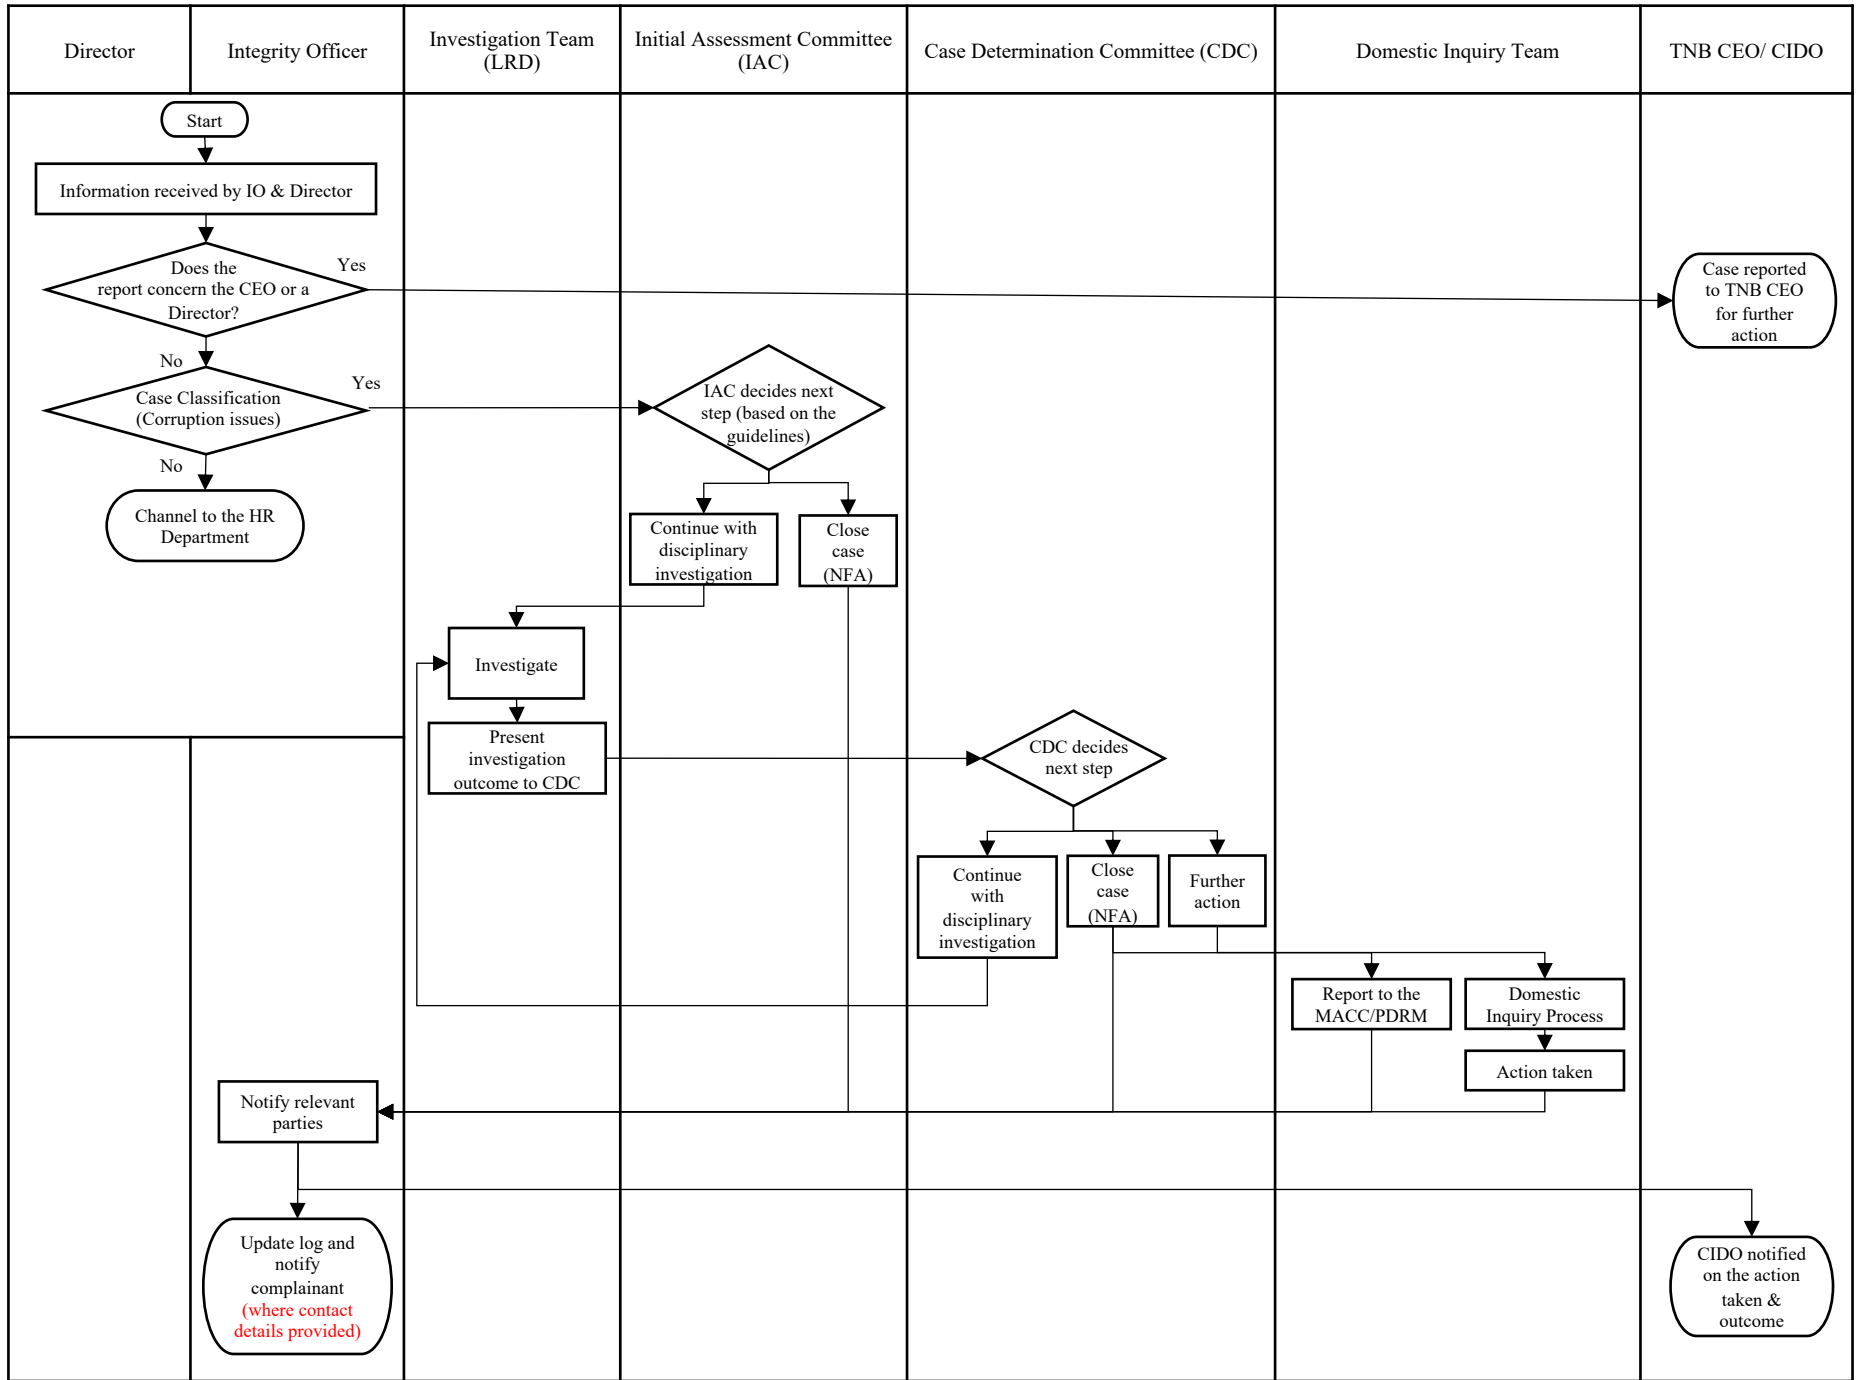 Director
Integrity Officer
Investigation Team
(LRD)
Initial Assessment Committee
(IAC)
Case Determination Committee (CDC)
Domestic Inquiry Team
TNB CEO/ CIDO
Start
Information received by IO & Director
Does the
report concern the CEO or a
Director?
Yes
Case reported
to TNB CEO
for further
action
No
Case Classification
(Corruption issues)
Yes
IAC decides next
step (based on the
guidelines)
No
Channel to the HR
Department
Continue with
disciplinary
investigation
Close
case
(NFA)
Investigate
Present
investigation
outcome to CDC
CDC decides
next step
Continue
with
disciplinary
investigation
Close
case
(NFA)
Further
action
Report to the
MACC/PDRM
Domestic
Inquiry Process
Action taken
Notify relevant
parties
Update log and
notify
complainant
(where contact
details provided)
CIDO notified
on the action
taken &
outcome